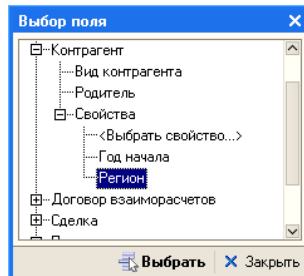 Выбор поля
Контрагент
Вид контрагента
Родитель
Свойства
<Выбрать свойство...>
Год начала
Регион
Договор взаиморасчетов
Сделка
Выбрать Закрыть